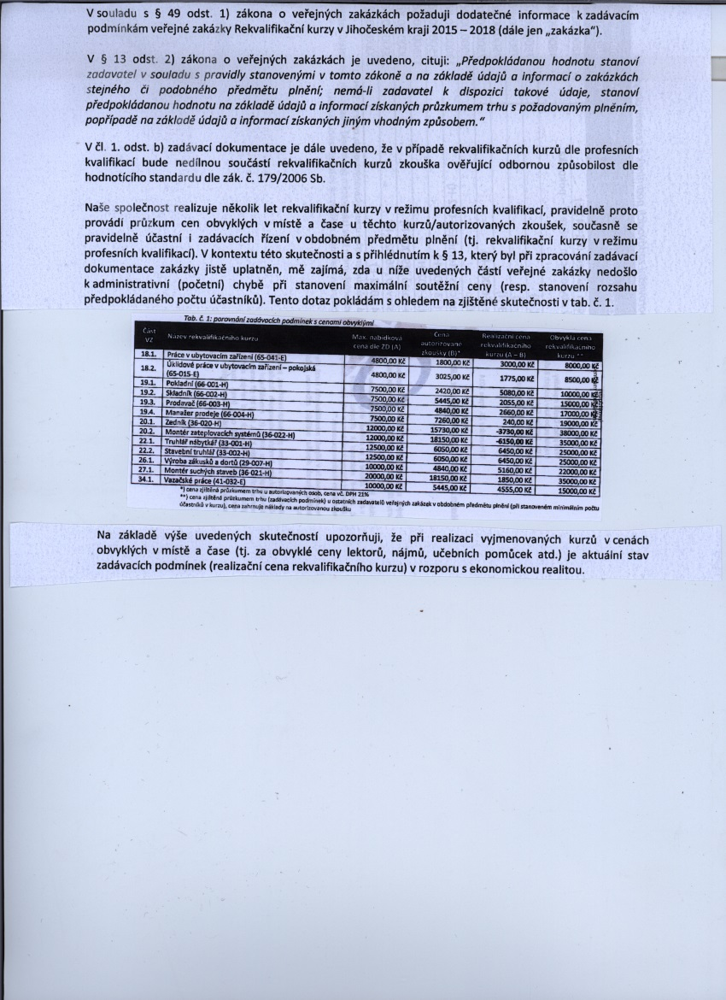 V souladu s § 49 odst. 1) zákona o veřejných zakázkách požaduji dodatečné informace k zadávacím
podmínkám veřejné zakázky Rekvalifikační kurzy v Jihočeském kraji 2015 – 2018 (dále jen „zakázka“).
V § 13 odst. 2) zákona o veřejných zakázkách je uvedeno, cituji: „Předpokládanou hodnotu stanoví
zadavatel v souladu s pravidly stanovenými v tomto zákoně a na základě údajů a informací o zakázkách
stejného či podobného předmětu plnění; nemá-li zadavatel k dispozici takové údaje, stanoví
předpokládanou hodnotu na základě údajů a informací získaných průzkumem trhu s požadovaným plněním,
popřípadě na základě údajů a informací získaných jiným vhodným způsobem.“
V čl. 1. odst. b) zadávací dokumentace je dále uvedeno, že v případě rekvalifikačních kurzů dle profesních
kvalifikací bude nedílnou součástí rekvalifikačních kurzů zkouška ověřující odbornou způsobilost dle
hodnotícího standardu dle zák. č. 179/2006 Sb.
Naše společnost realizuje několik let rekvalifikační kurzy v režimu profesních kvalifikací, pravidelně proto
provádí průzkum cen obvyklých v místě a čase u těchto kurzů/autorizovaných zkoušek, současně se
pravidelně účastní i zadávacích řízení v obdobném předmětu plnění (tj. rekvalifikační kurzy v režimu
profesních kvalifikací). V kontextu této skutečnosti a s přihlédnutím k § 13, který byl při zpracování zadávací
dokumentace zakázky jistě uplatněn, mě zajímá, zda u níže uvedených částí veřejné zakázky nedošlo
k administrativní (početní) chybě při stanovení maximální soutěžní ceny (resp. stanovení rozsahu
předpokládaného počtu účastníků). Tento dotaz pokládám s ohledem na zjištěné skutečnosti v tab. č. 1.
Tab. č. 1: porovnání zadávacích podmínek s cenami obvyklými
Část VZ Název rekvalifikačního kurzu Max. nabídková cena dle ZD (A) Cena autorizované zkoušky (B)* Realizační cena rekvalifikačního kurzu (A – B) Obvyklá cena rekvalifikačního kurzu **
18.1. Práce v ubytovacím zařízení (65-041-E) 4800,00 Kč 1800,00 Kč 3000,00 Kč 8000,00 Kč
18.2. Úklidové práce v ubytovacím zařízení – pokojská (65-015-E) 4800,00 Kč 3025,00 Kč 1775,00 Kč 8500,00 Kč
19.1. Pokladní (66-001-H) 7500,00 Kč 2420,00 Kč 5080,00 Kč 10000,00 Kč
19.2. Skladník (66-002-H) 7500,00 Kč 5445,00 Kč 2055,00 Kč 15000,00 Kč
19.3. Prodavač (66-003-H) 7500,00 Kč 4840,00 Kč 2660,00 Kč 17000,00 Kč
19.4. Manažer prodeje (66-004-H) 7500,00 Kč 7260,00 Kč 240,00 Kč 19000,00 Kč
20.1. Zedník (36-020-H) 12000,00 Kč 15730,00 Kč -3730,00 Kč 38000,00 Kč
20.2. Montér zateplovacích systémů (36-022-H) 12000,00 Kč 18150,00 Kč -6150,00 Kč 35000,00 Kč
22.1. Truhlář nábytkář (33-001-H) 12500,00 Kč 6050,00 Kč 6450,00 Kč 25000,00 Kč
22.2. Stavební truhlář (33-002-H) 12500,00 Kč 6050,00 Kč 6450,00 Kč 25000,00 Kč
26.1. Výroba zákusků a dortů (29-007-H) 10000,00 Kč 4840,00 Kč 5160,00 Kč 22000,00 Kč
27.1. Montér suchých staveb (36-021-H) 20000,00 Kč 18150,00 Kč 1850,00 Kč 35000,00 Kč
34.1. Vazačské práce (41-032-E) 10000,00 Kč 5445,00 Kč 4555,00 Kč 15000,00 Kč
*) cena zjištěná průzkumem trhu u autorizovaných osob, cena vč. DPH 21%
**) cena zjištěná průzkumem trhu (zadávacích podmínek) u ostatních zadavatelů veřejných zakázek v obdobném předmětu plnění (při stanoveném minimálním počtu
účastníků v kurzu), cena zahrnuje náklady na autorizovanou zkoušku
Na základě výše uvedených skutečností upozorňuji, že při realizaci vyjmenovaných kurzů v cenách
obvyklých v místě a čase (tj. za obvyklé ceny lektorů, nájmů, učebních pomůcek atd.) je aktuální stav
zadávacích podmínek (realizační cena rekvalifikačního kurzu) v rozporu s ekonomickou realitou.